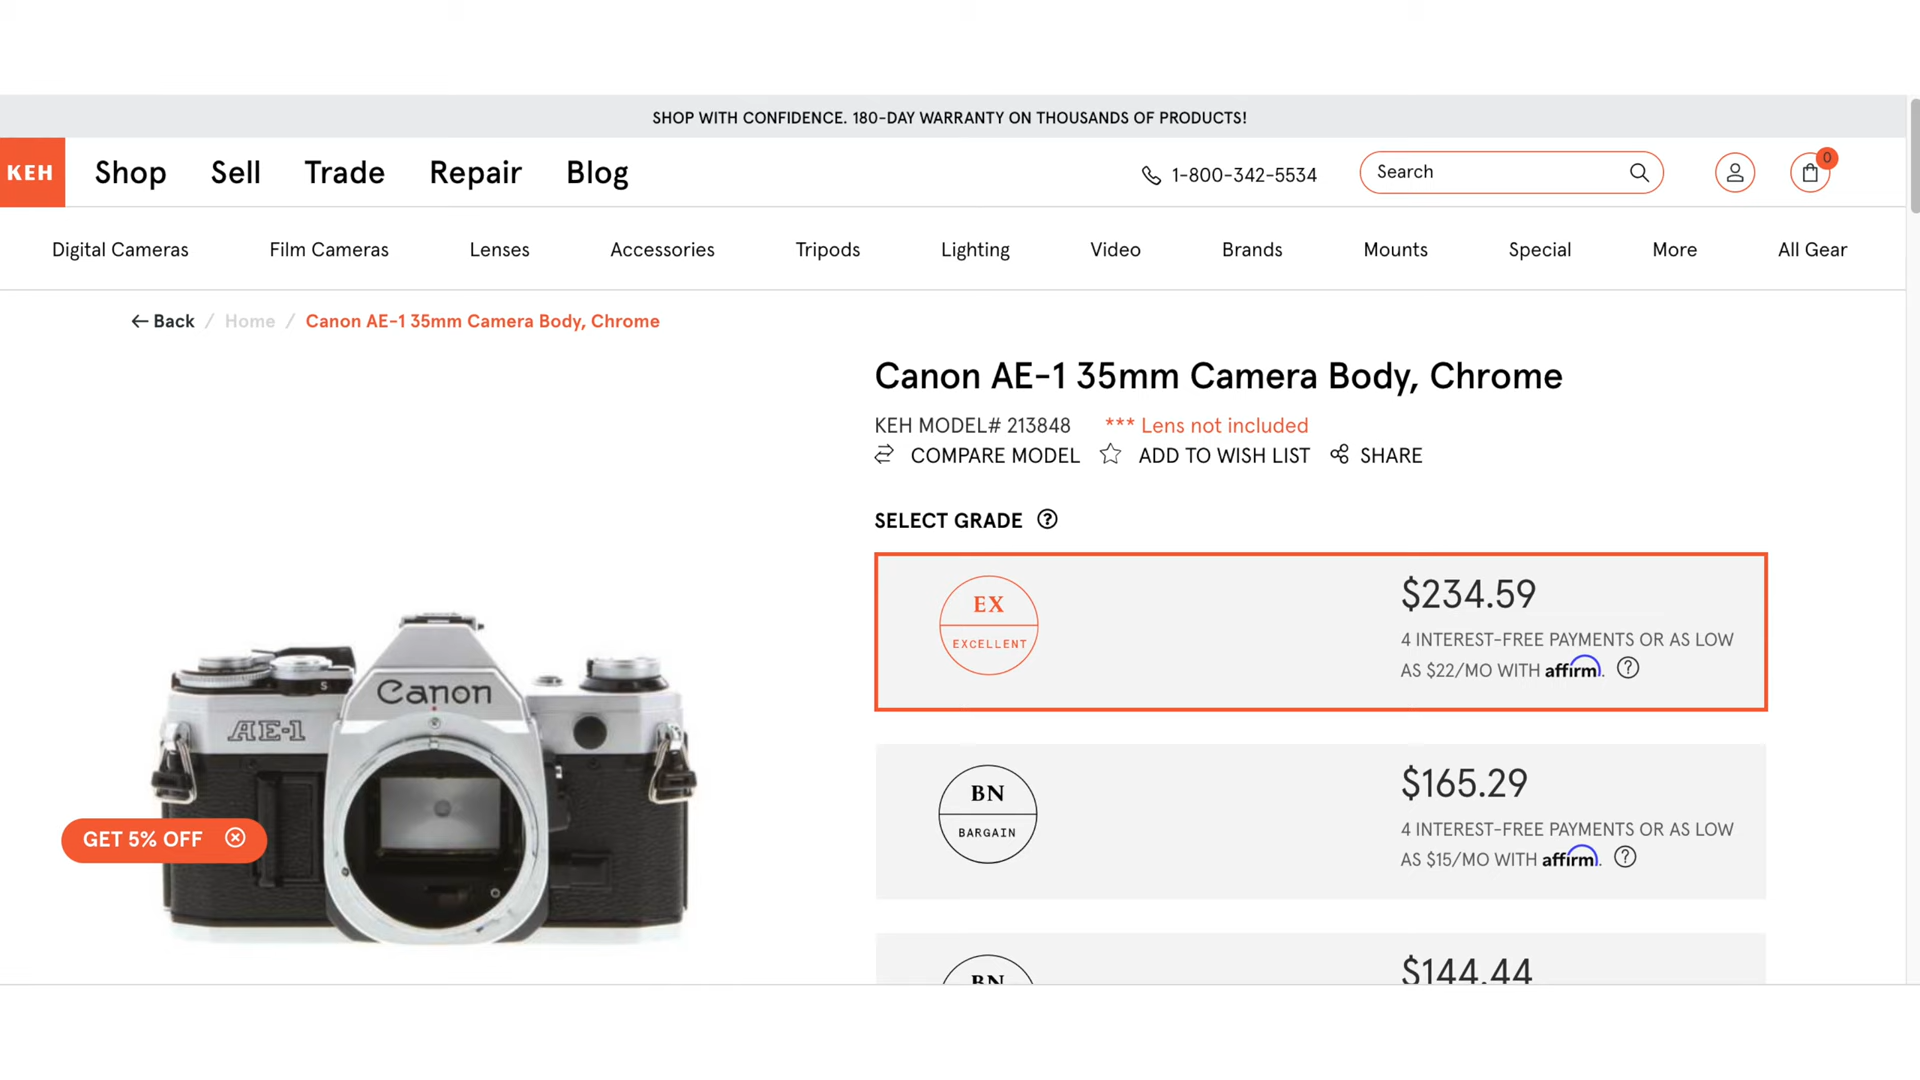 SHOP WITH CONFIDENCE. 180-DAY WARRANTY ON THOUSANDS OF PRODUCTS!
KEH Shop Sell Trade Repair Blog 1-800-342-5534 Search 0
Digital Cameras Film Cameras Lenses Accessories Tripods Lighting Video Brands Mounts Special More All Gear
Back / Home / Canon AE-1 35mm Camera Body, Chrome
Canon AE-1 35mm Camera Body, Chrome
KEH MODEL# 213848 *** Lens not included
COMPARE MODEL ADD TO WISH LIST SHARE
SELECT GRADE ?
EX
EXCELLENT
$234.59
4 INTEREST-FREE PAYMENTS OR AS LOW
AS $22/MO WITH affirm. ?
Canon
S
AE-1
BN
BARGAIN
$165.29
4 INTEREST-FREE PAYMENTS OR AS LOW
AS $15/MO WITH affirm. ?
GET 5% OFF
BN
$144.44